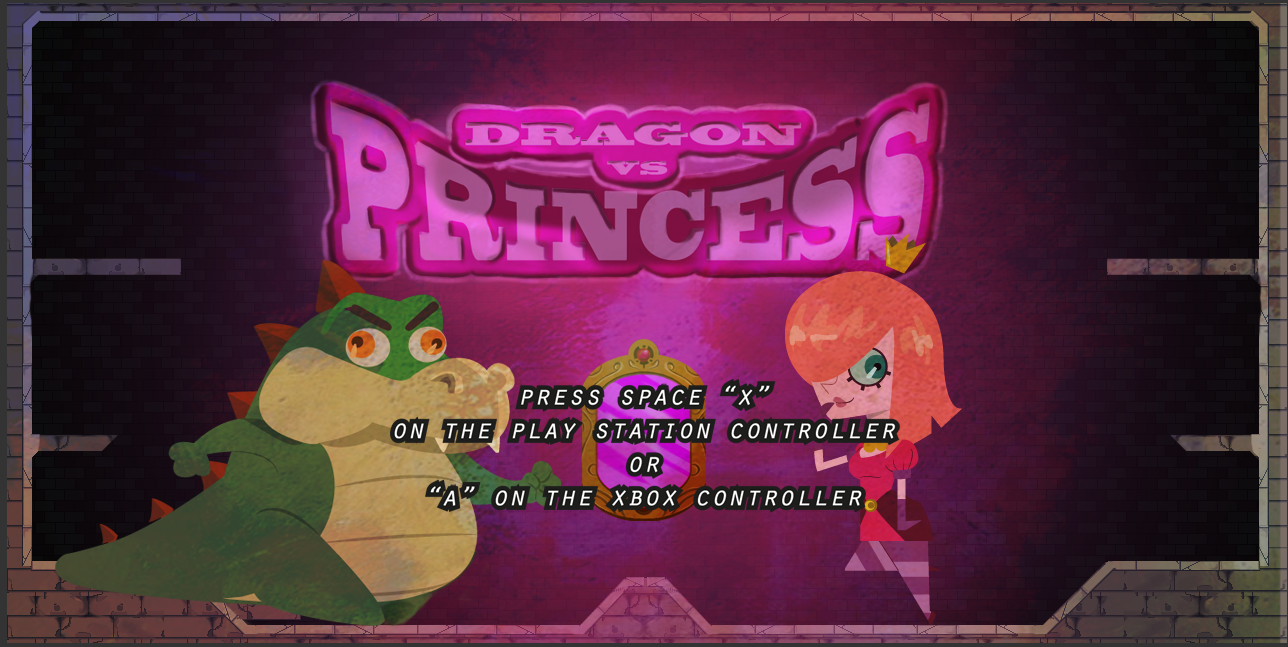 DRAGON
VS
PRINCESS
PRESS SPACE “X”
ON THE PLAY STATION CONTROLLER
OR
“A” ON THE XBOX CONTROLLER